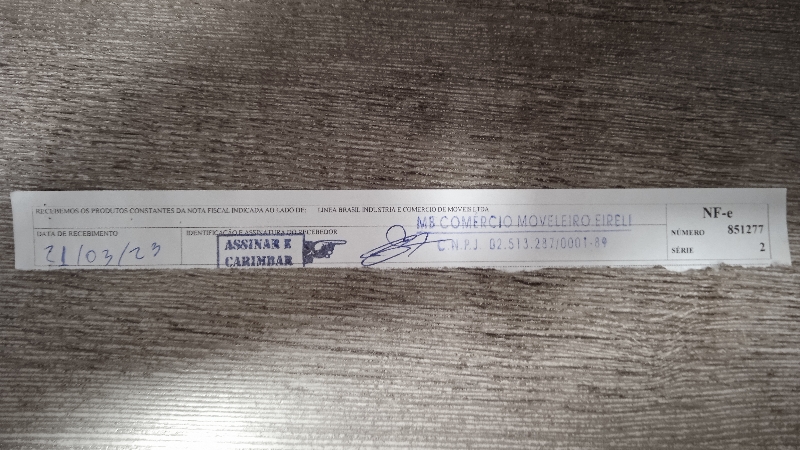 RECEBEMOS OS PRODUTOS CONSTANTES DA NOTA FISCAL INDICADA AO LADO DE: LINEA BRASIL INDUSTRIA E COMERCIO DE MOVEIS LTDA
NF-e
MB COMERCIO MOVELEIRO EIRELI
DATA DE RECEBIMENTO
IDENTIFICAÇÃO E ASSINATURA DO RECEBEDOR
NÚMERO 851277
21/03/23
ASSINAR E
CARIMBAR
C.N.P.J. 02.513.287/0001-89
SÉRIE 2